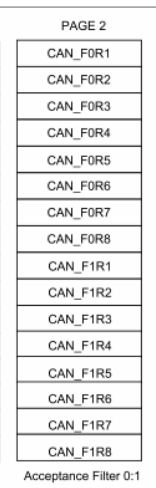 PAGE 2
CAN_F0R1
CAN_F0R2
CAN_F0R3
CAN_F0R4
CAN_F0R5
CAN_F0R6
CAN_F0R7
CAN_F0R8
CAN_F1R1
CAN_F1R2
CAN_F1R3
CAN_F1R4
CAN_F1R5
CAN_F1R6
CAN_F1R7
CAN_F1R8
Acceptance Filter 0:1